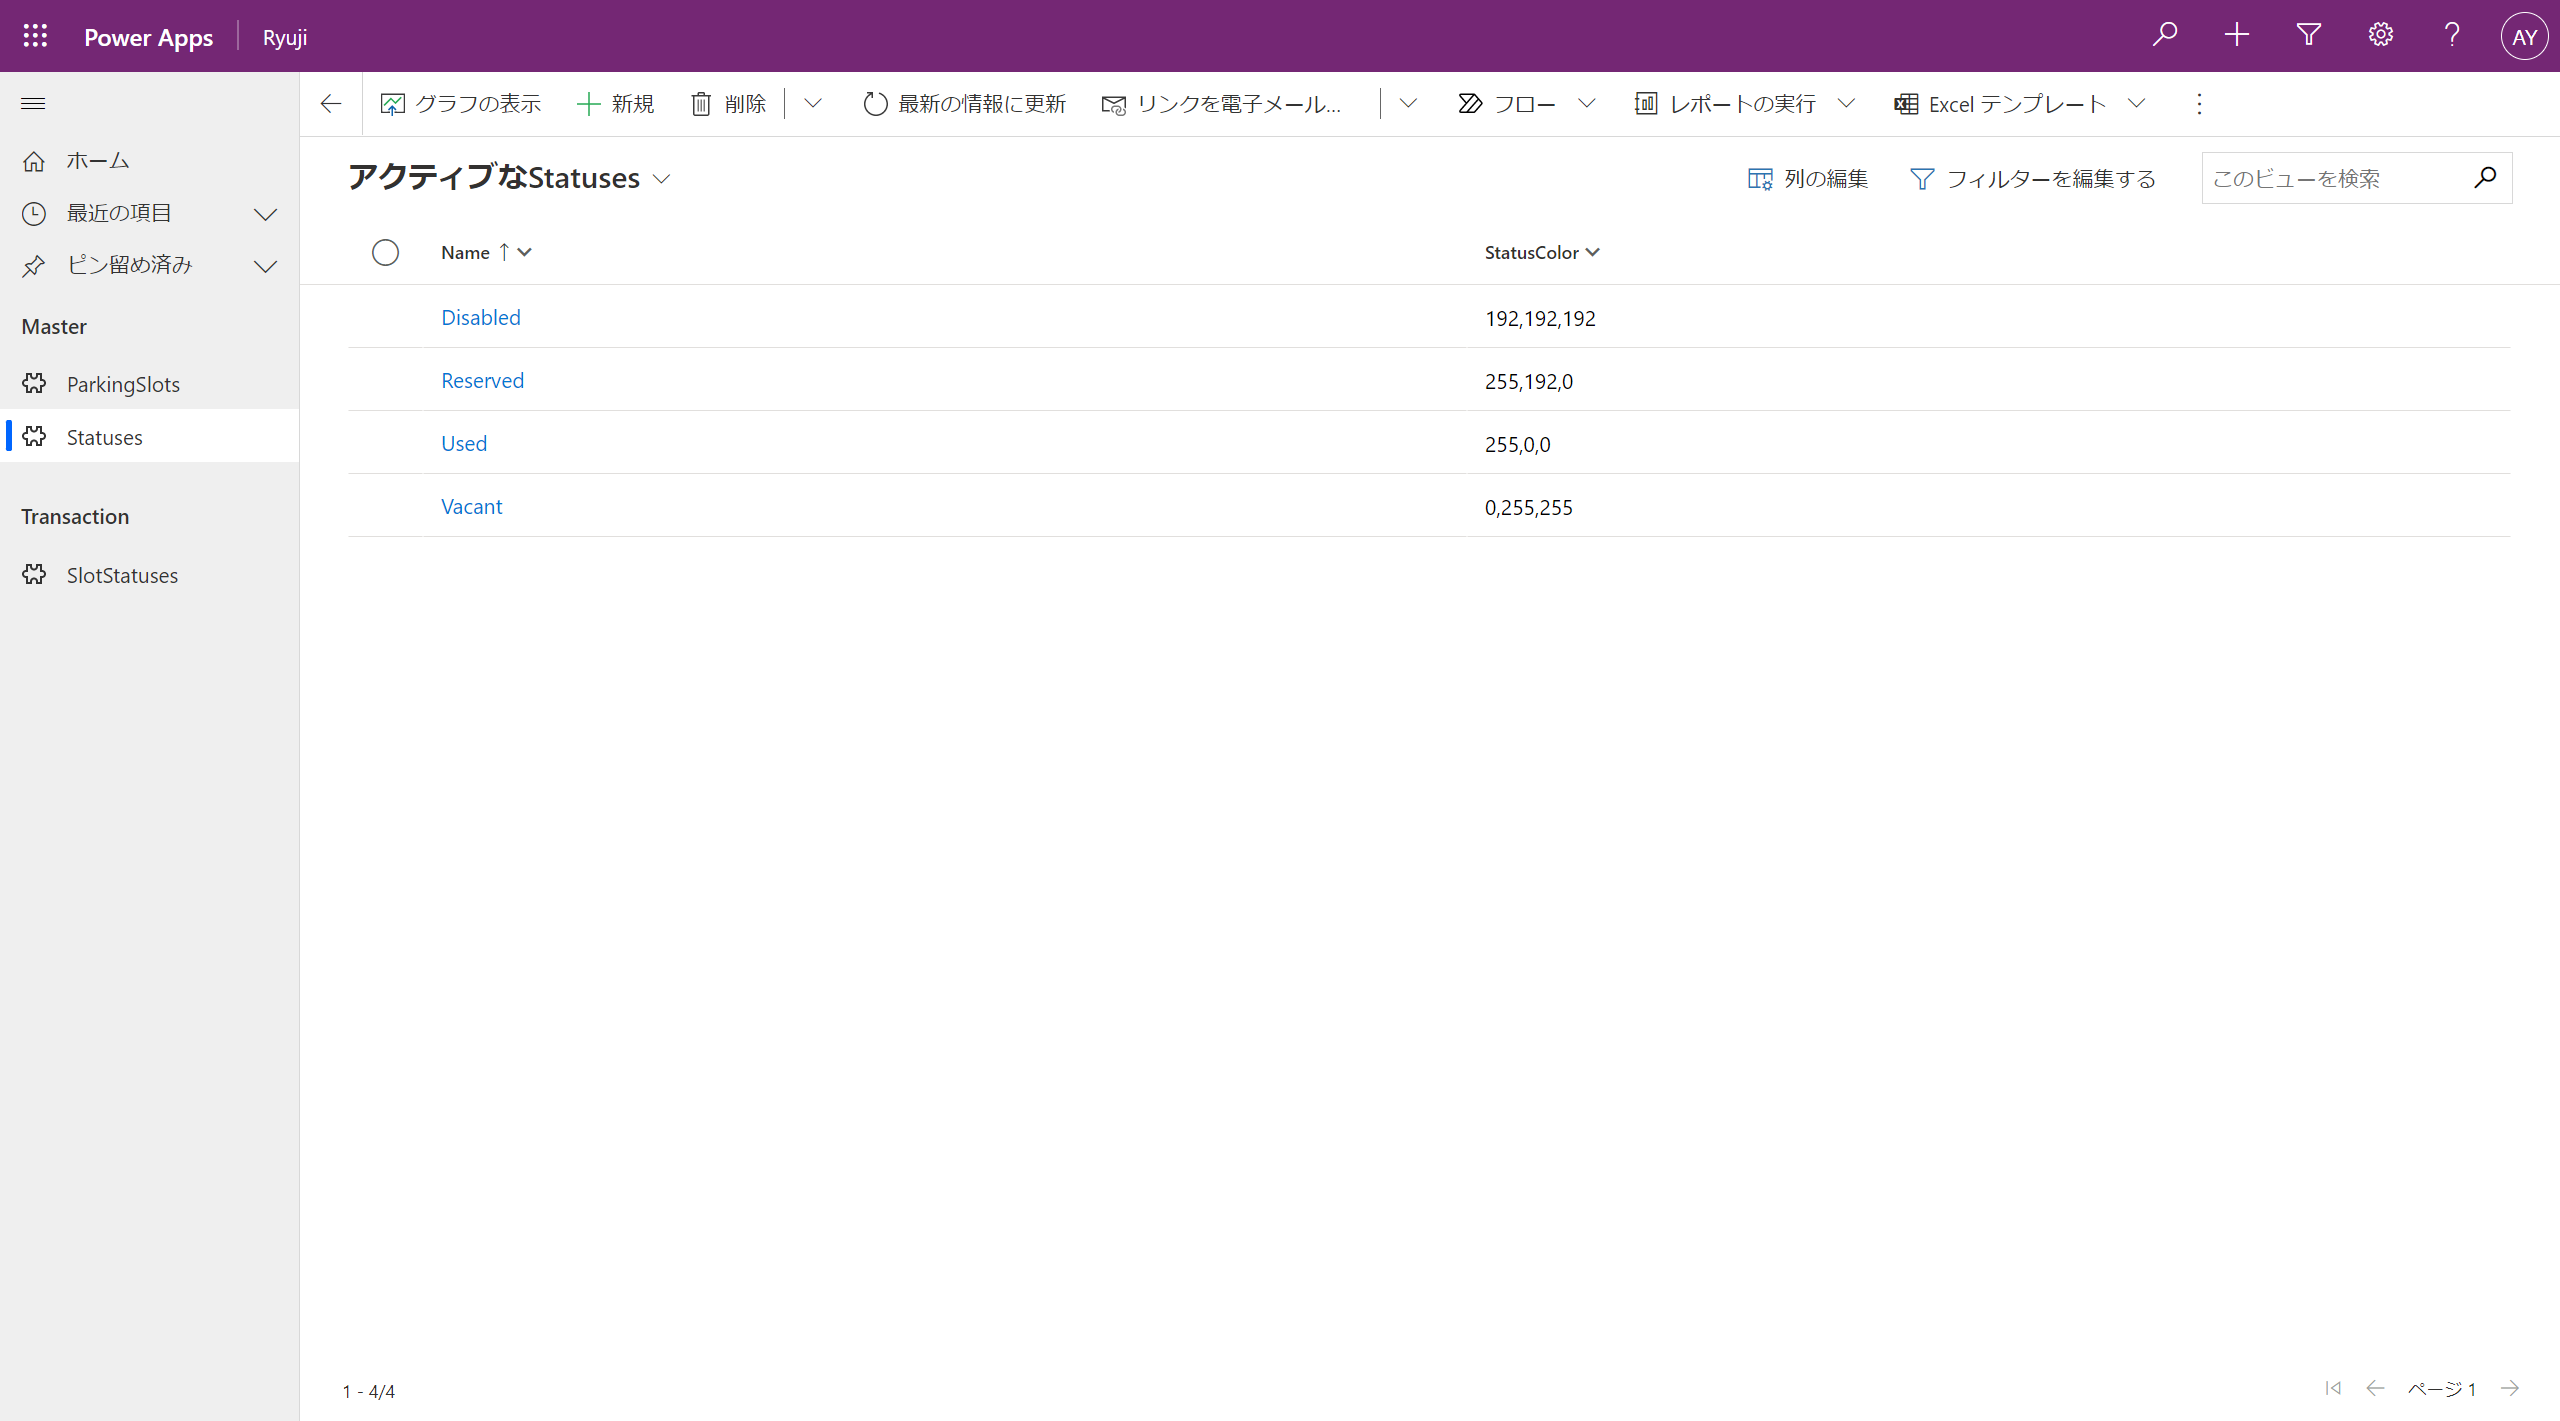 Power Apps Ryuji AY
グラフの表示 新規 削除 最新の情報に更新 リンクを電子メール... フロー レポートの実行 Excel テンプレート
ホーム
最近の項目
ピン留め済み
Master
ParkingSlots
Statuses
Transaction
SlotStatuses
アクティブなStatuses 列の編集 フィルターを編集する このビューを検索
Name StatusColor
Disabled 192,192,192
Reserved 255,192,0
Used 255,0,0
Vacant 0,255,255
1 - 4/4 ページ 1